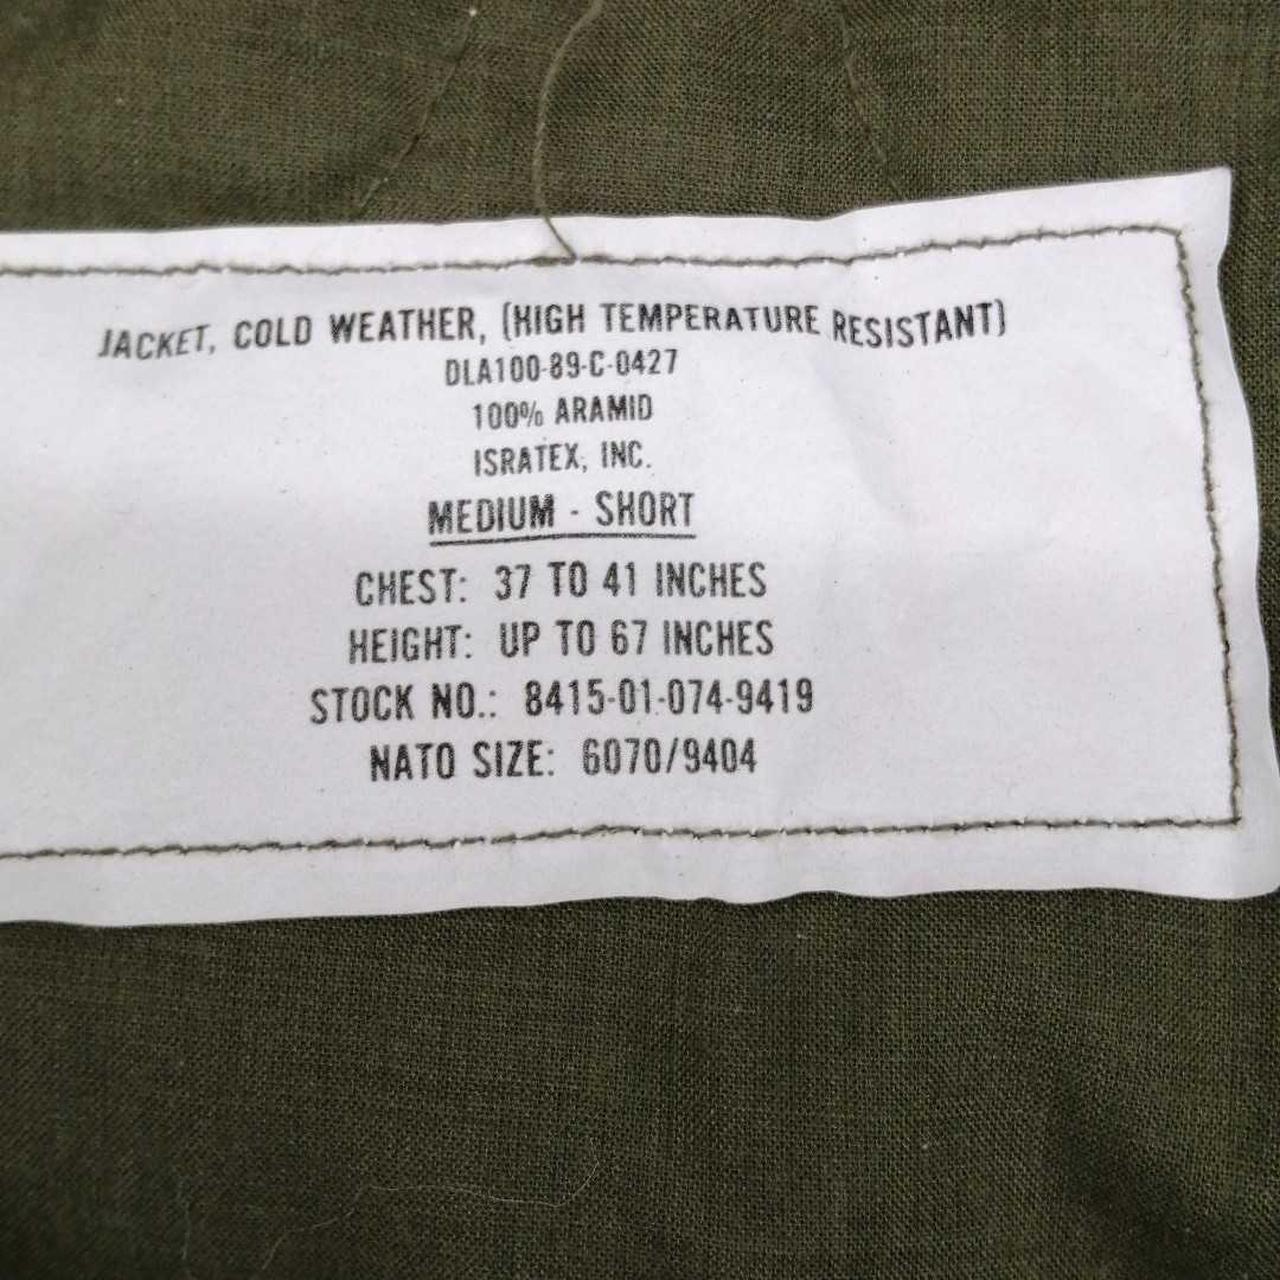 JACKET, COLD WEATHER, (HIGH TEMPERATURE RESISTANT)
DLA100-89-C-0427
100% ARAMID
ISRATEX, INC.
MEDIUM - SHORT
CHEST: 37 TO 41 INCHES
HEIGHT: UP TO 67 INCHES
STOCK NO.: 8415-01-074-9419
NATO SIZE: 6070/9404